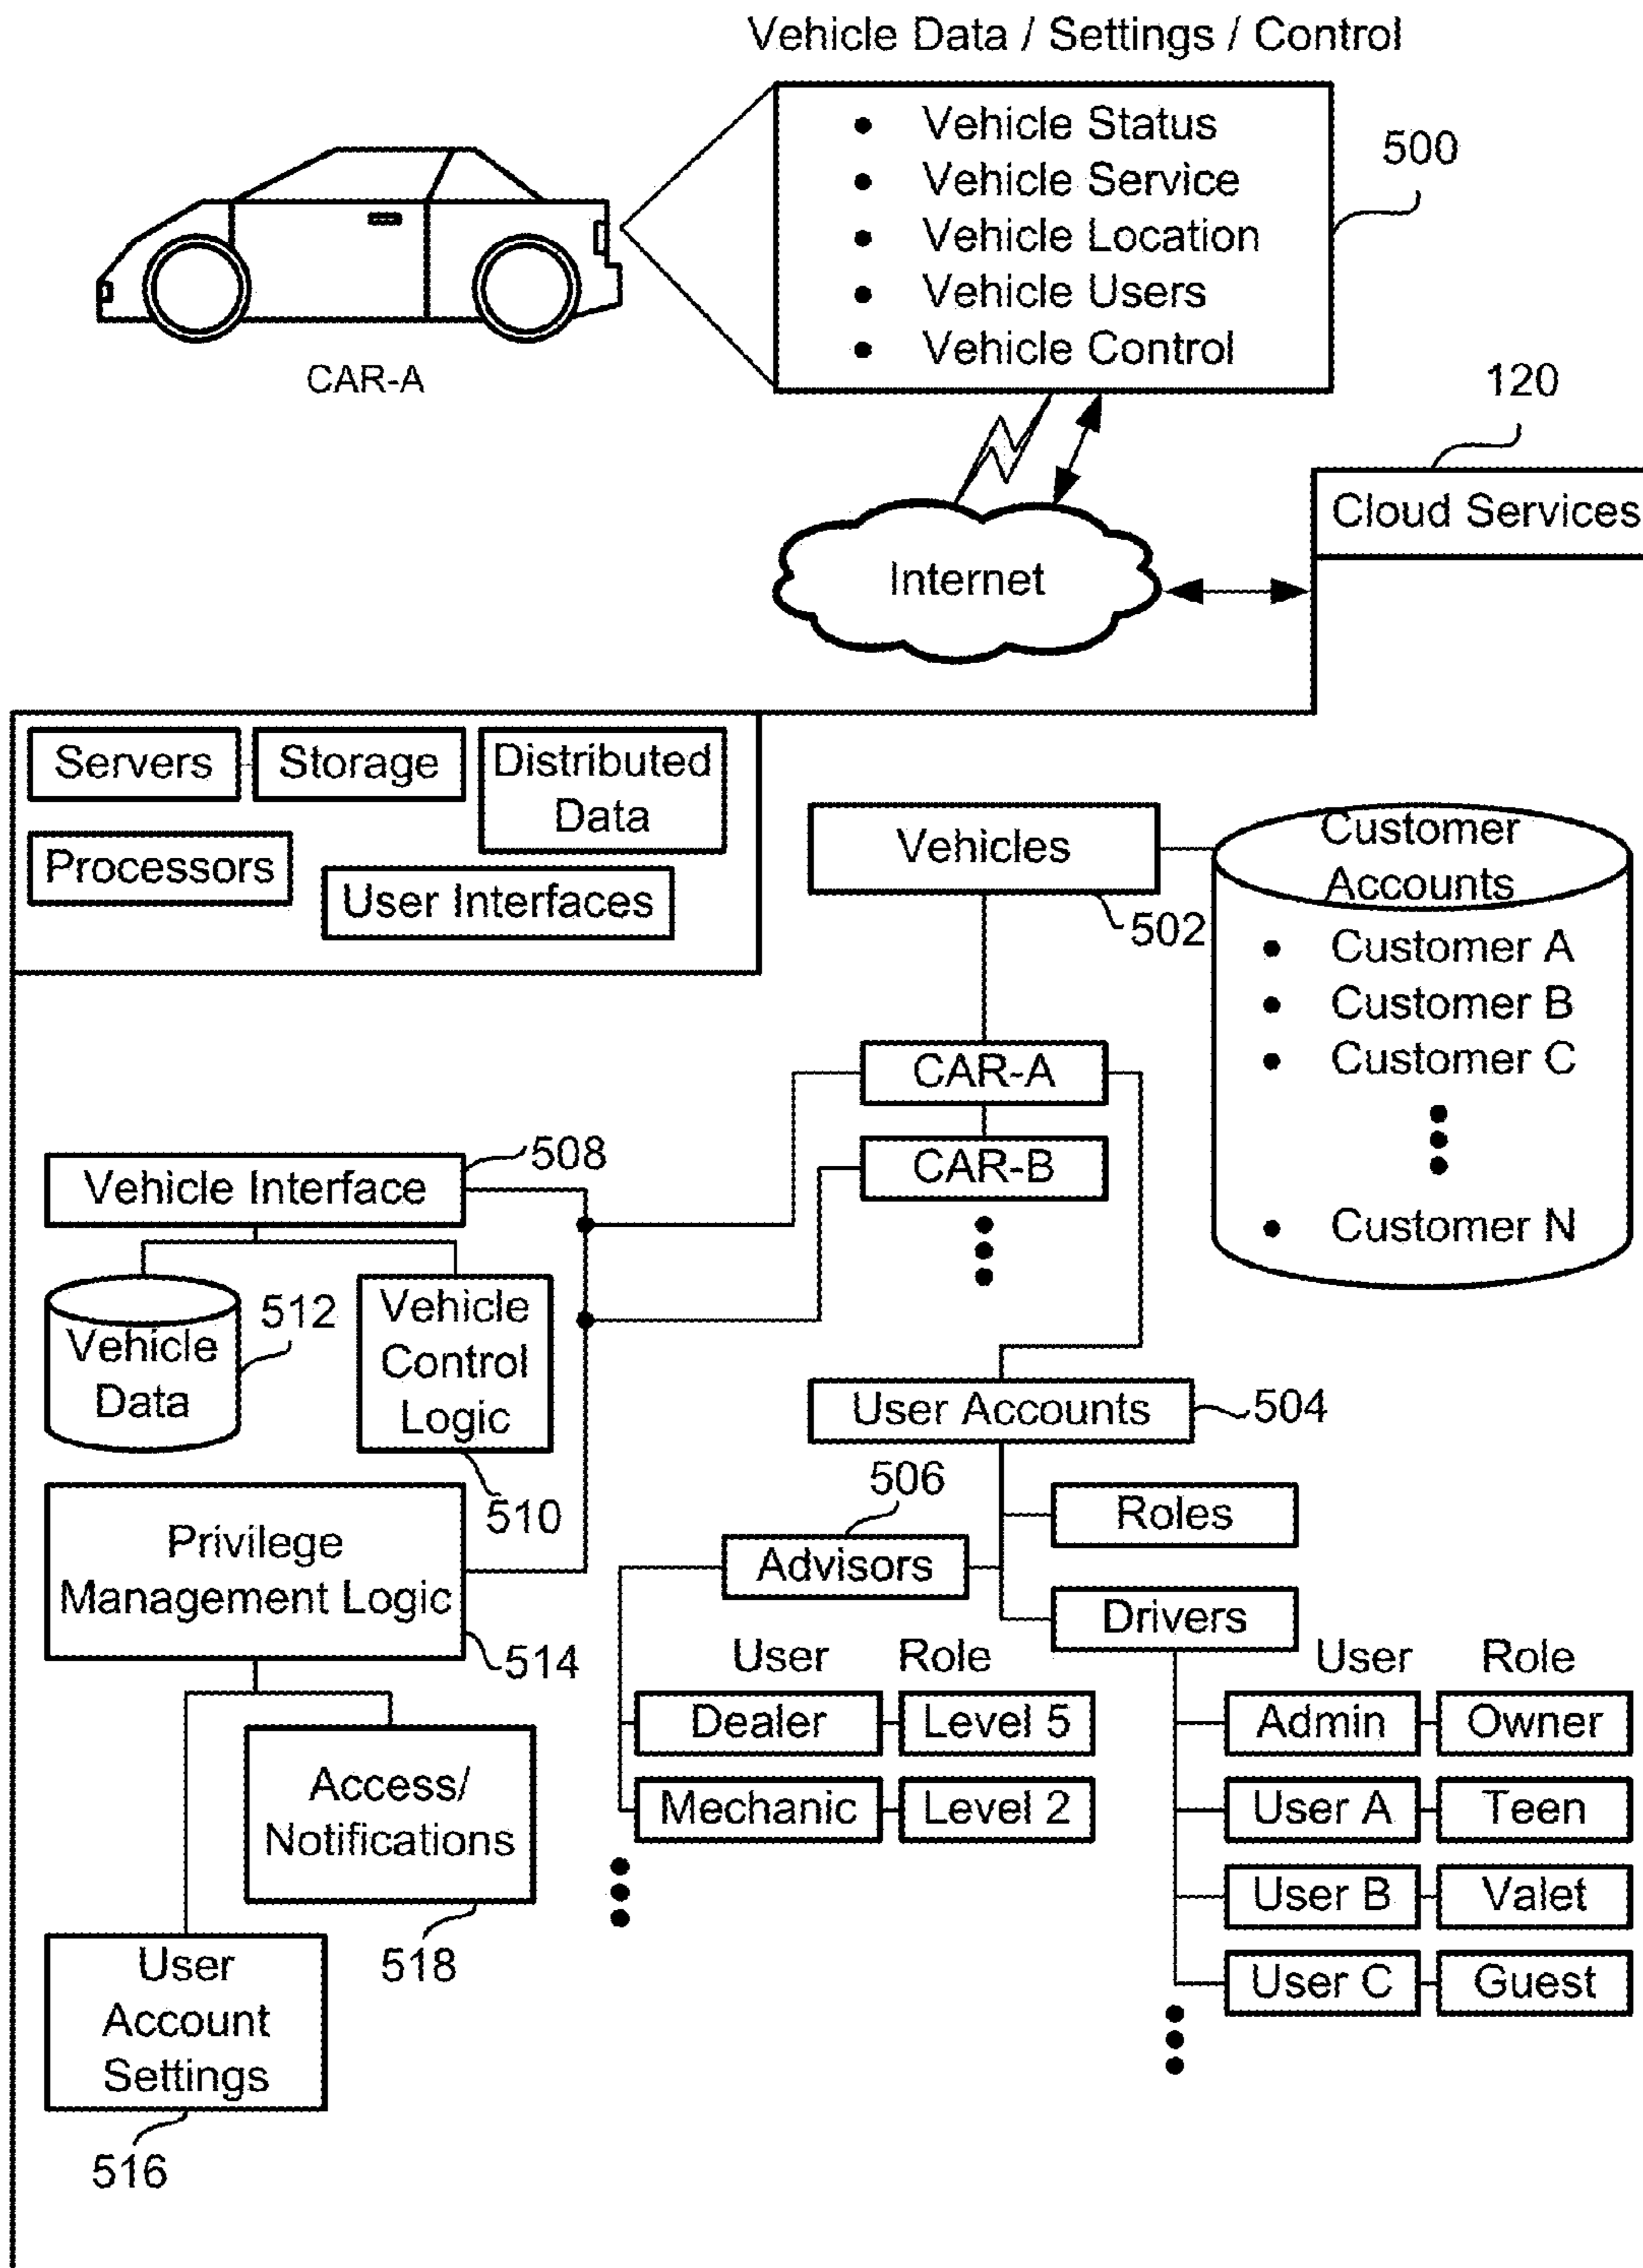 Vehicle Data / Settings / Control
• Vehicle Status
• Vehicle Service
• Vehicle Location
• Vehicle Users
• Vehicle Control
500
CAR-A
120
Cloud Services
Internet
Servers
Storage
Distributed
Data
Processors
User Interfaces
Vehicles
502
Customer
Accounts
• Customer A
• Customer B
• Customer C
• Customer N
CAR-A
CAR-B
508
Vehicle Interface
512
Vehicle
Data
Vehicle
Control
Logic
510
User Accounts
504
506
Advisors
Roles
Drivers
Privilege
Management Logic
514
User Role
Dealer Level 5
Mechanic Level 2
User Role
Admin Owner
User A Teen
User B Valet
User C Guest
Access/
Notifications
518
User
Account
Settings
516